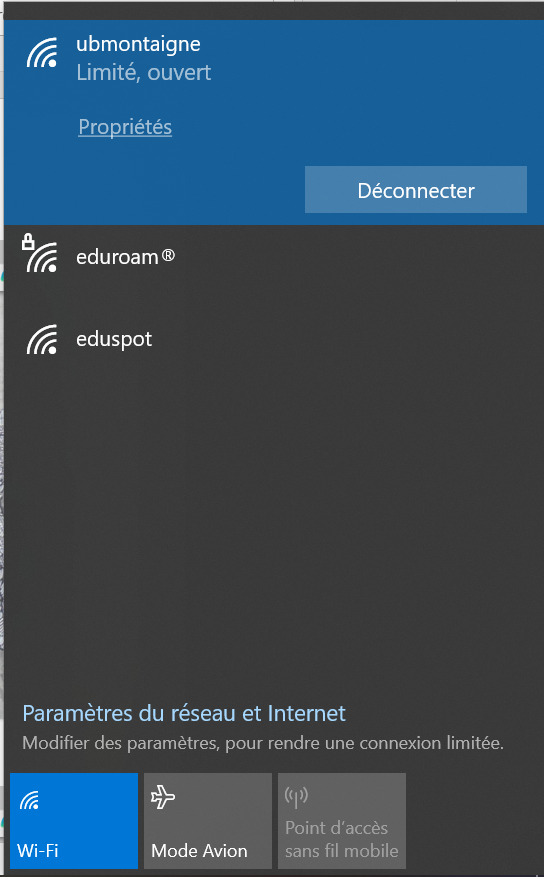 ubmontaigne
Limité, ouvert
Propriétés
Déconnecter
eduroam®
eduspot
Paramètres du réseau et Internet
Modifier des paramètres, pour rendre une connexion limitée.
Wi-Fi
Mode Avion
Point d'accès
sans fil mobile